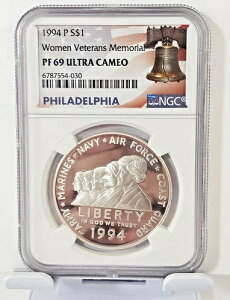 1994 P S$1
Women Veterans Memorial
PF 69 ULTRA CAMEO
6787554-030
PHILADELPHIA
NGC
ARMY • MARINES • NAVY • AIR FORCE • COAST GUARD
LIBERTY
IN GOD WE TRUST
1994